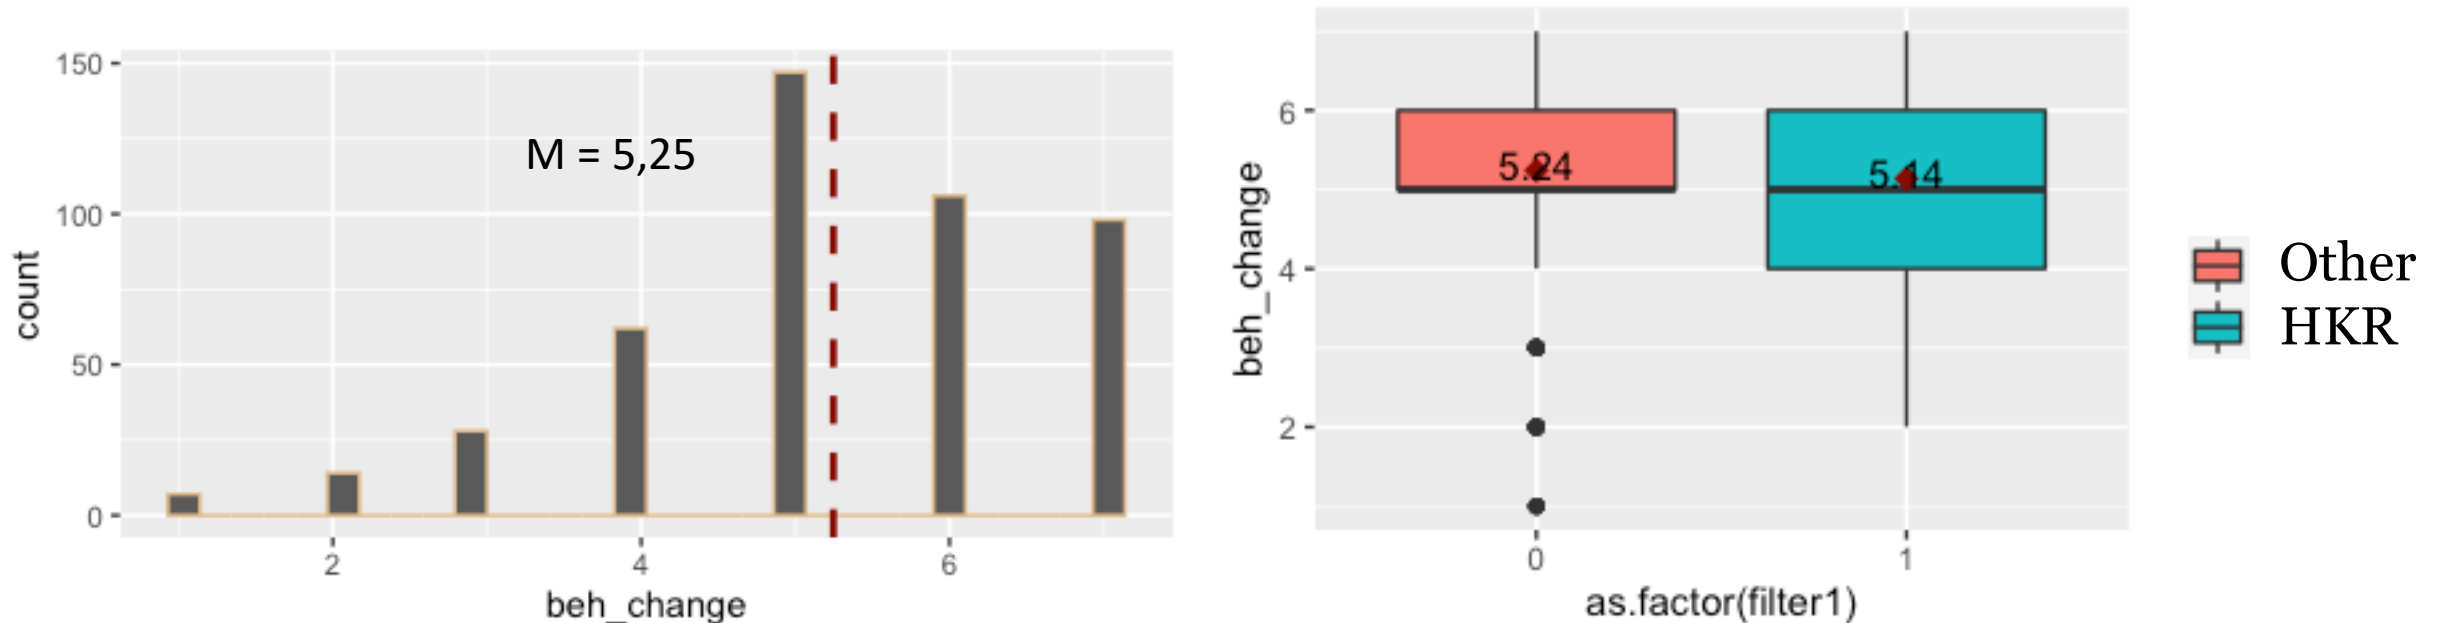 150
100
50
0
count
M = 5,25
2
4
6
beh_change
6
4
2
beh_change
5.24
5.14
0
1
as.factor(filter1)
Other
HKR